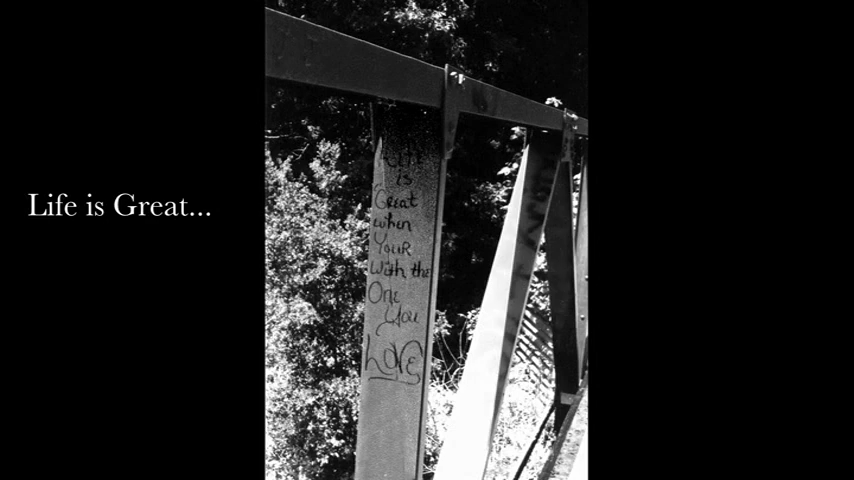 Life is Great...
Life
is
Great
when
YOUR
With the
One
You
LOVE